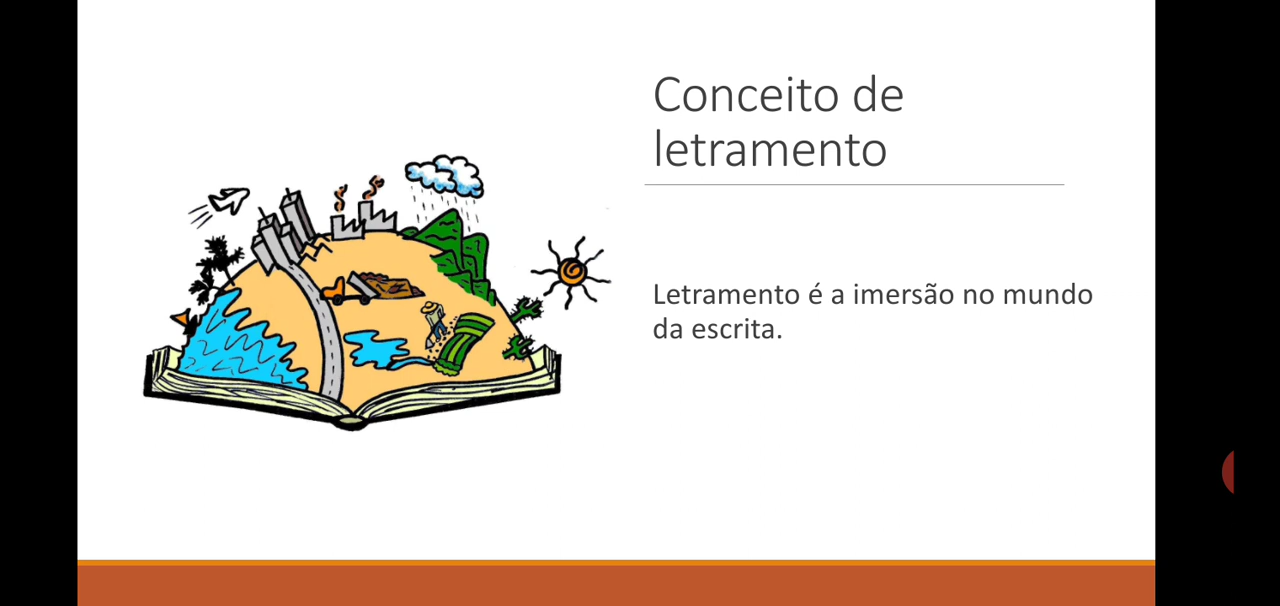 Conceito de
letramento
Letramento é a imersão no mundo
da escrita.